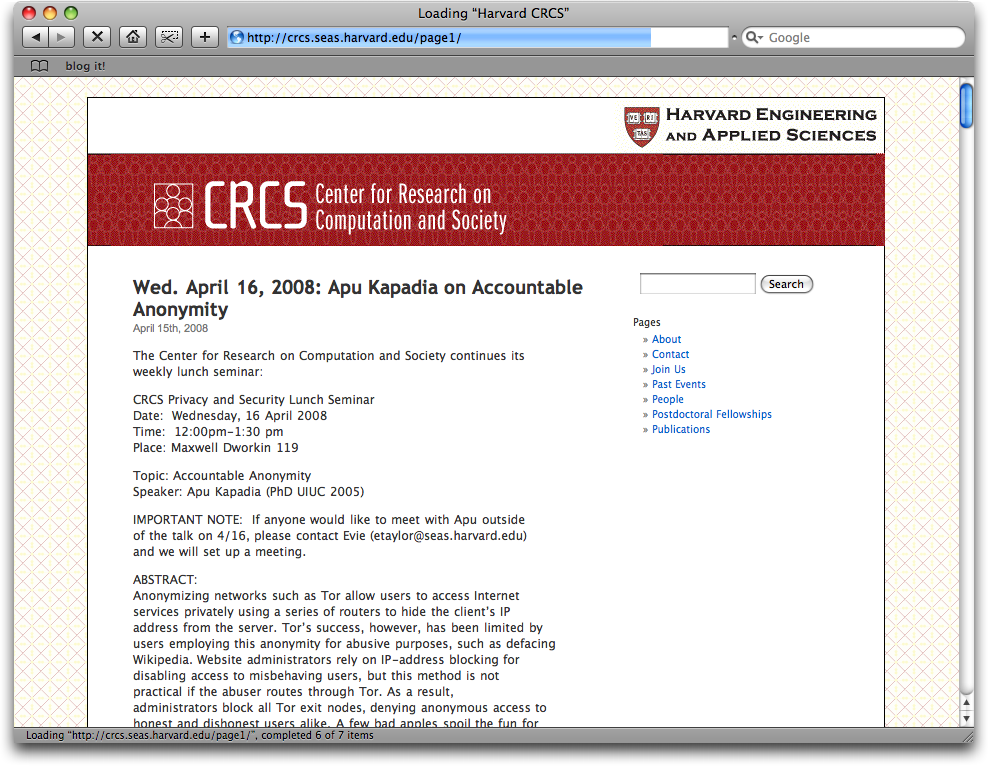 Loading “Harvard CRCS”
http://crcs.seas.harvard.edu/page1/
Google
blog it!
VE RI
TAS
HARVARD ENGINEERING
AND APPLIED SCIENCES
CRCS
Center for Research on
Computation and Society
Wed. April 16, 2008: Apu Kapadia on Accountable
Anonymity
April 15th, 2008
The Center for Research on Computation and Society continues its
weekly lunch seminar:
CRCS Privacy and Security Lunch Seminar
Date:  Wednesday, 16 April 2008
Time:  12:00pm–1:30 pm
Place: Maxwell Dworkin 119
Topic: Accountable Anonymity
Speaker: Apu Kapadia (PhD UIUC 2005)
IMPORTANT NOTE:  If anyone would like to meet with Apu outside
of the talk on 4/16, please contact Evie (etaylor@seas.harvard.edu)
and we will set up a meeting.
ABSTRACT:
Anonymizing networks such as Tor allow users to access Internet
services privately using a series of routers to hide the client’s IP
address from the server. Tor’s success, however, has been limited by
users employing this anonymity for abusive purposes, such as defacing
Wikipedia. Website administrators rely on IP-address blocking for
disabling access to misbehaving users, but this method is not
practical if the abuser routes through Tor. As a result,
administrators block all Tor exit nodes, denying anonymous access to
honest and dishonest users alike. A few bad apples spoil the fun for
Search
Pages
» About
» Contact
» Join Us
» Past Events
» People
» Postdoctoral Fellowships
» Publications
Loading “http://crcs.seas.harvard.edu/page1/”, completed 6 of 7 items